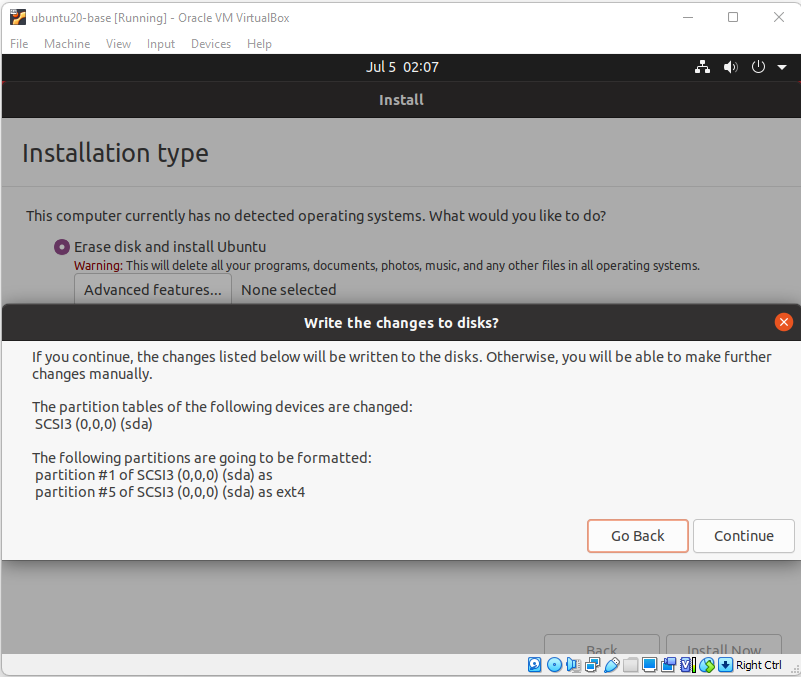 ubuntu20-base [Running] - Oracle VM VirtualBox
File Machine View Input Devices Help
Jul 5 02:07
Install
Installation type
This computer currently has no detected operating systems. What would you like to do?
Erase disk and install Ubuntu
Warning: This will delete all your programs, documents, photos, music, and any other files in all operating systems.
Advanced features... None selected
Write the changes to disks?
If you continue, the changes listed below will be written to the disks. Otherwise, you will be able to make further
changes manually.
The partition tables of the following devices are changed:
SCSI3 (0,0,0) (sda)
The following partitions are going to be formatted:
partition #1 of SCSI3 (0,0,0) (sda) as
partition #5 of SCSI3 (0,0,0) (sda) as ext4
Go Back Continue
Back Install Now
Right Ctrl